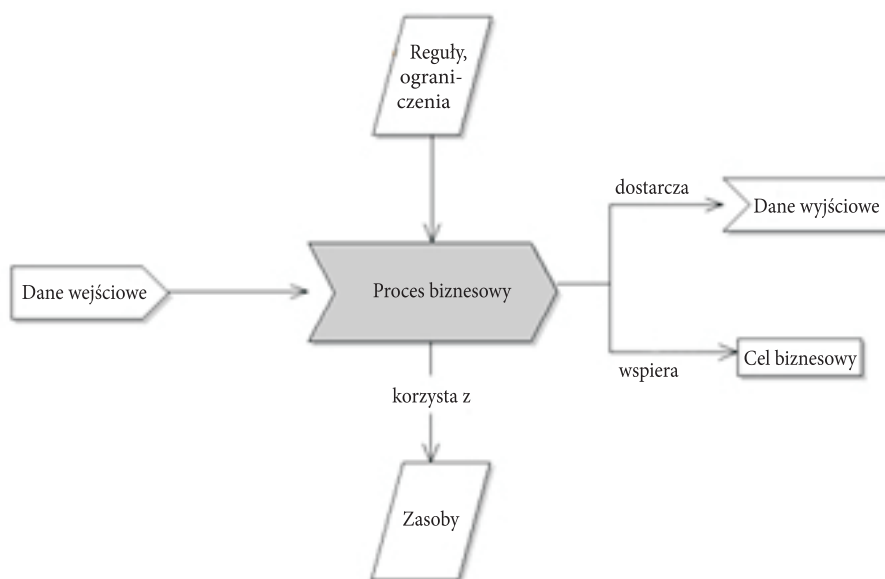 Reguły,
ograni-
czenia
dostarcza
Dane wyjściowe
Dane wejściowe
Proces biznesowy
Cel biznesowy
wspiera
korzysta z
Zasoby